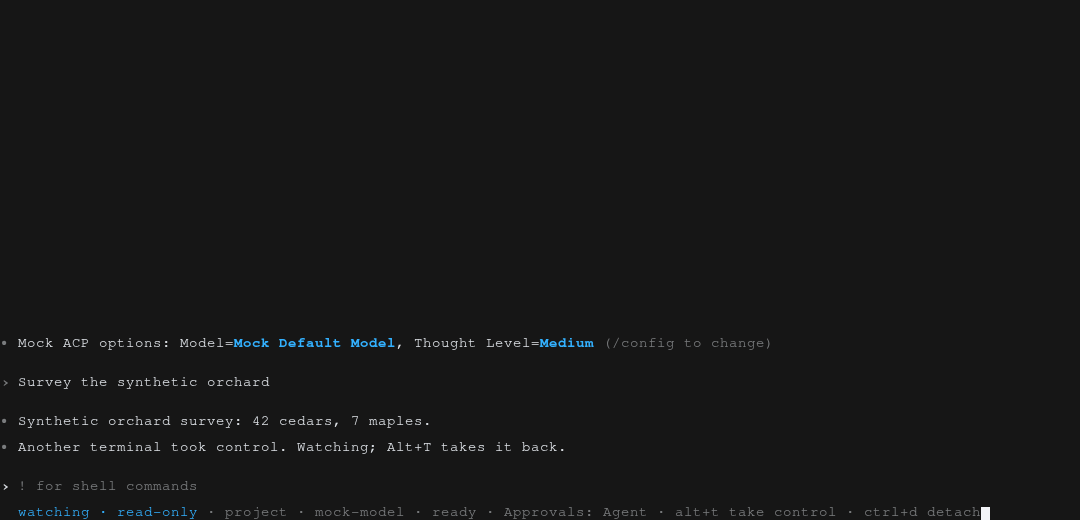 • Mock ACP options: Model=Mock Default Model, Thought Level=Medium (/config to change)
› Survey the synthetic orchard
• Synthetic orchard survey: 42 cedars, 7 maples.
• Another terminal took control. Watching; Alt+T takes it back.
› ! for shell commands
watching · read-only · project · mock-model · ready · Approvals: Agent · alt+t take control · ctrl+d detach